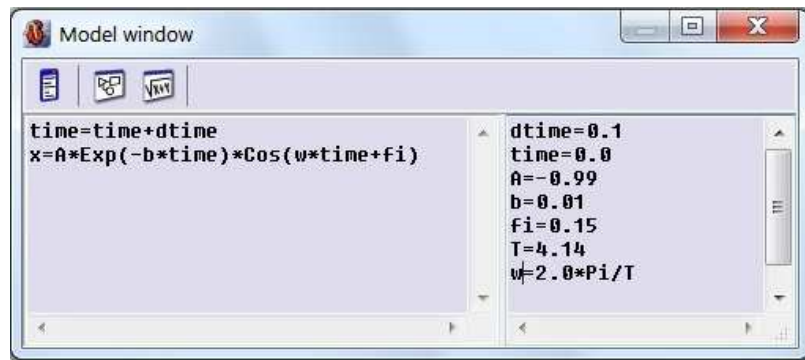 Model window
time=time+dtime
x=A*Exp(-b*time)*Cos(w*time+fi)
dtime=0.1
time=0.0
A=-0.99
b=0.01
fi=0.15
T=4.14
w=2.0*Pi/T